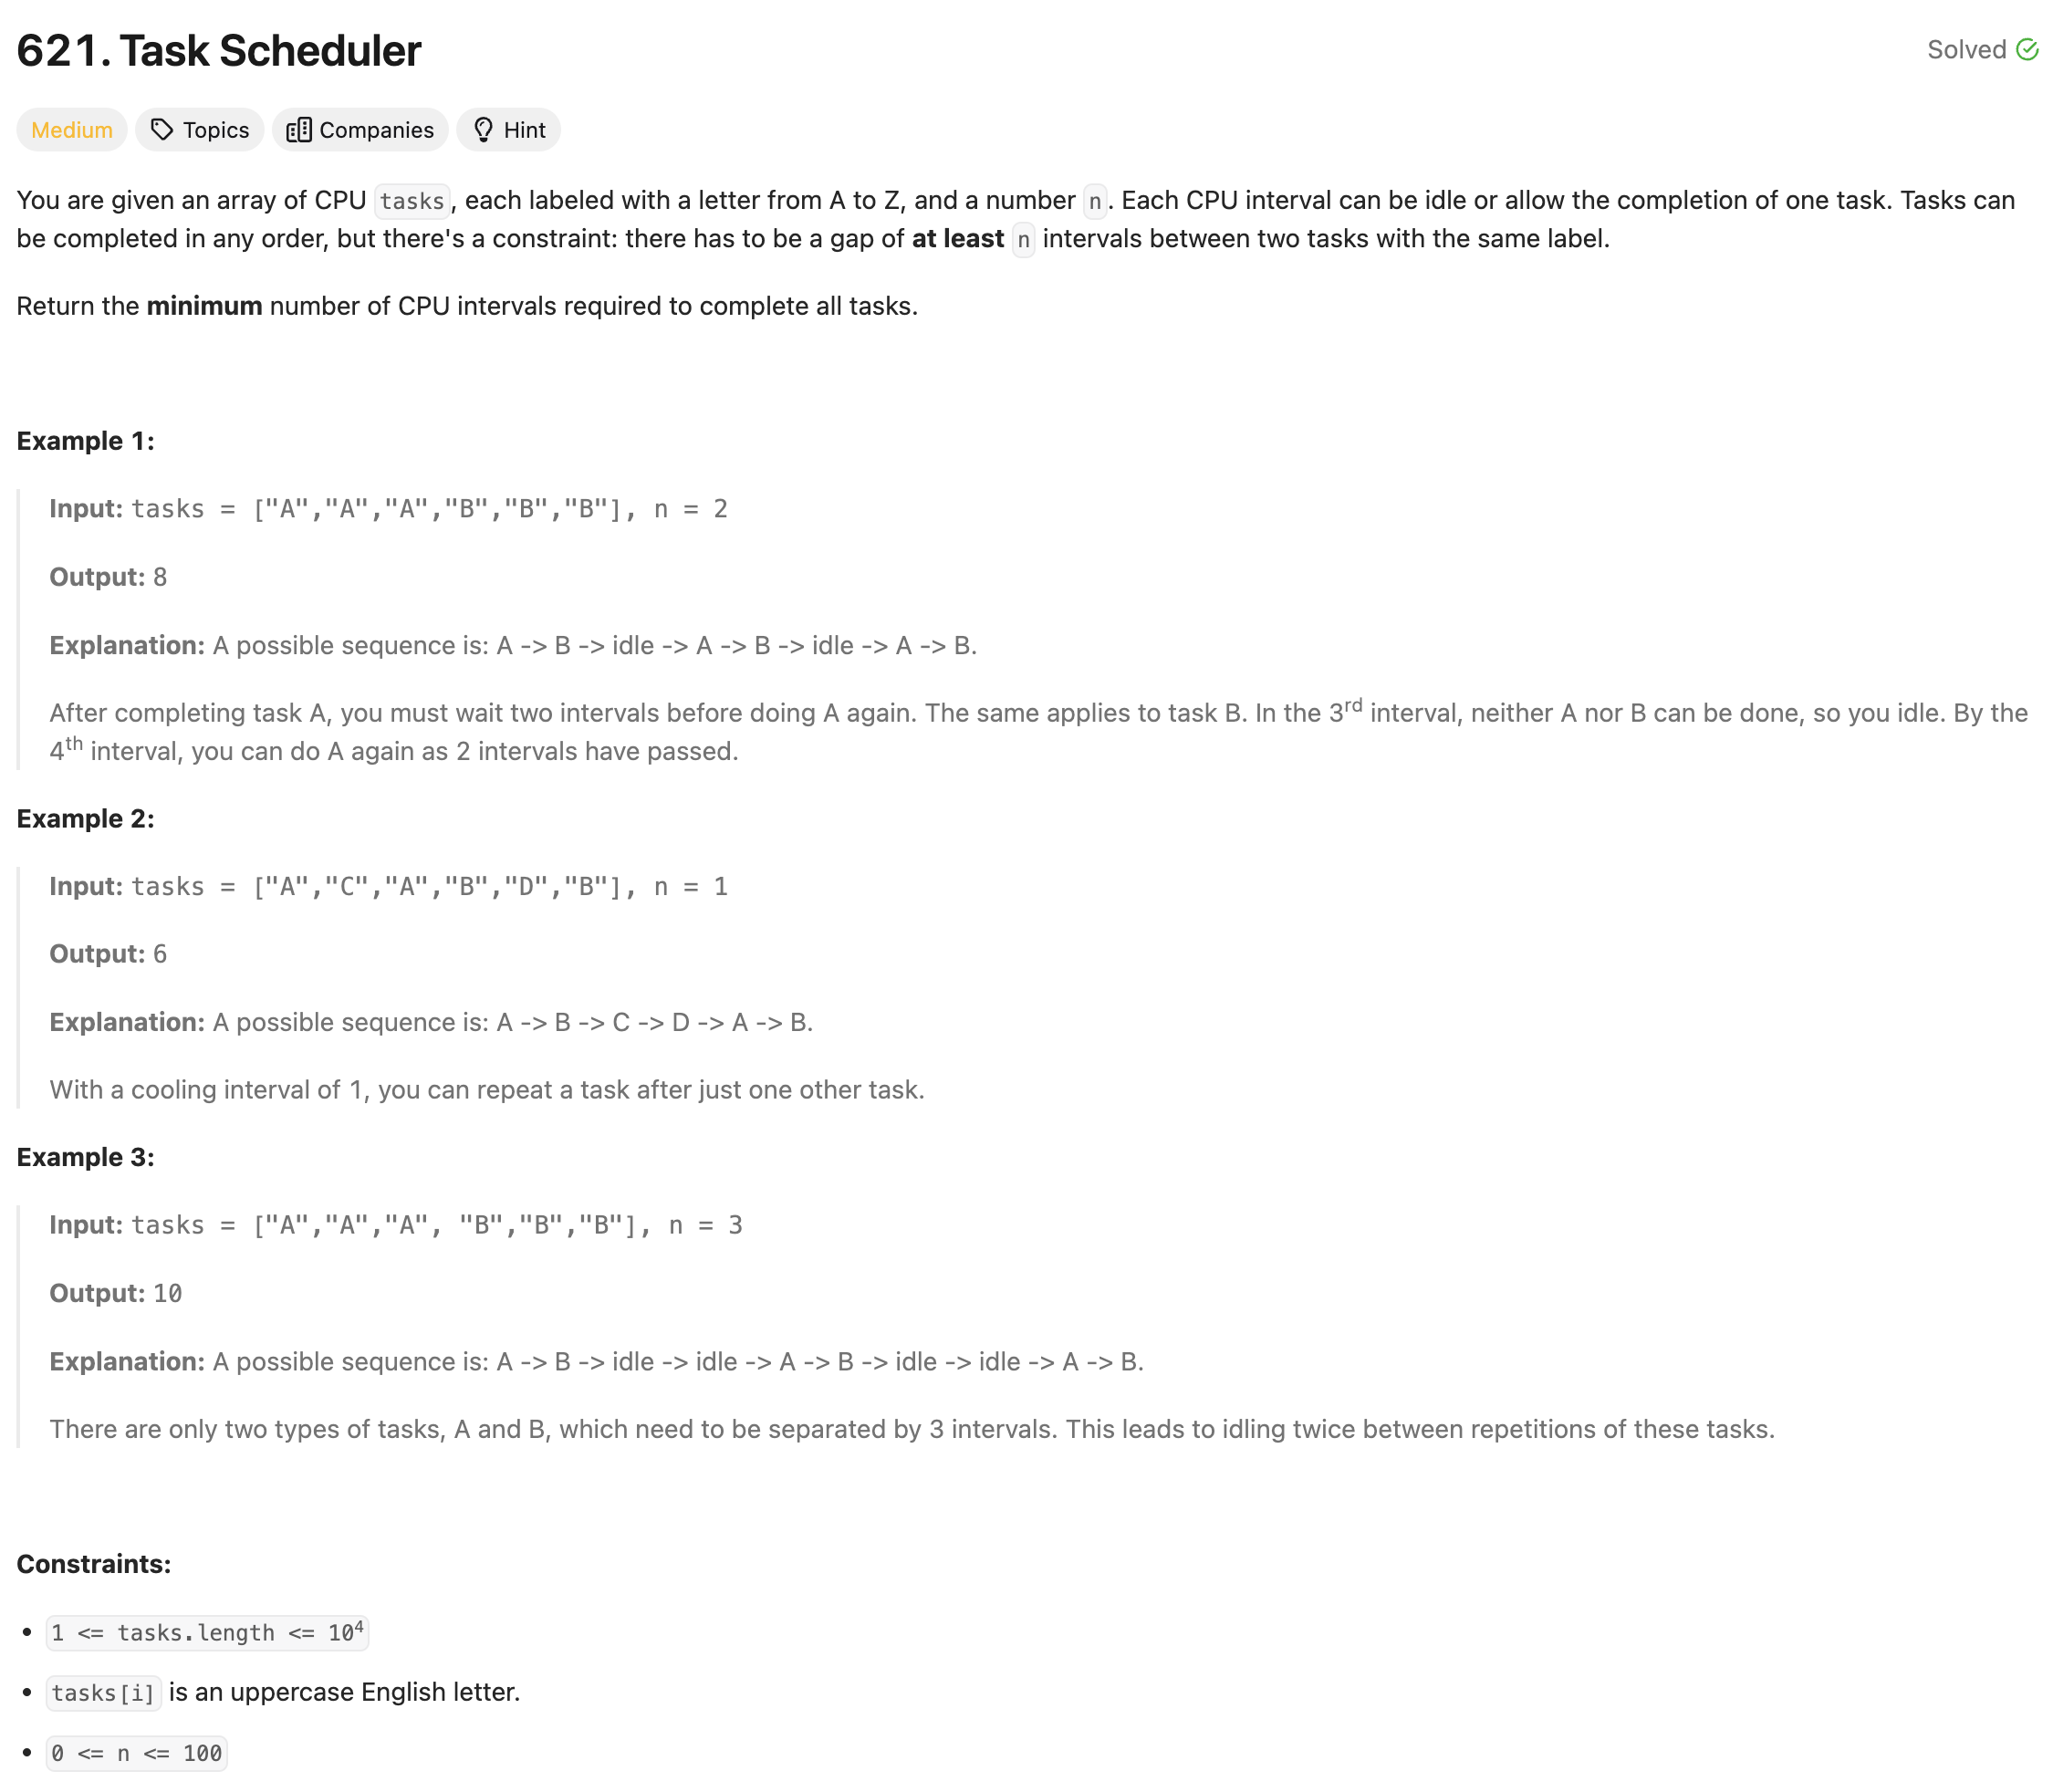 621. Task Scheduler
Solved
Medium Topics Companies Hint
You are given an array of CPU tasks, each labeled with a letter from A to Z, and a number n. Each CPU interval can be idle or allow the completion of one task. Tasks can
be completed in any order, but there's a constraint: there has to be a gap of at least n intervals between two tasks with the same label.
Return the minimum number of CPU intervals required to complete all tasks.
Example 1:
Input: tasks = ["A","A","A","B","B","B"], n = 2
Output: 8
Explanation: A possible sequence is: A -> B -> idle -> A -> B -> idle -> A -> B.
After completing task A, you must wait two intervals before doing A again. The same applies to task B. In the 3rd interval, neither A nor B can be done, so you idle. By the
4th interval, you can do A again as 2 intervals have passed.
Example 2:
Input: tasks = ["A","C","A","B","D","B"], n = 1
Output: 6
Explanation: A possible sequence is: A -> B -> C -> D -> A -> B.
With a cooling interval of 1, you can repeat a task after just one other task.
Example 3:
Input: tasks = ["A","A","A", "B","B","B"], n = 3
Output: 10
Explanation: A possible sequence is: A -> B -> idle -> idle -> A -> B -> idle -> idle -> A -> B.
There are only two types of tasks, A and B, which need to be separated by 3 intervals. This leads to idling twice between repetitions of these tasks.
Constraints:
• 1 <= tasks.length <= 10⁴
• tasks[i] is an uppercase English letter.
• 0 <= n <= 100